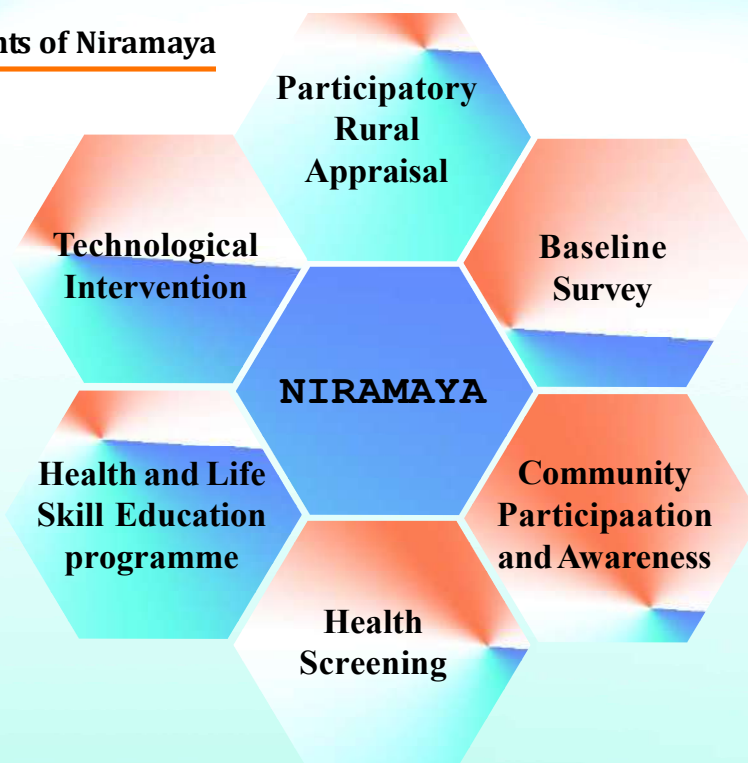 nts of Niramaya
Participatory
Rural
Appraisal
Technological
Intervention
Baseline
Survey
NIRAMAYA
Health and Life
Skill Education
programme
Community
Participaation
and Awareness
Health
Screening